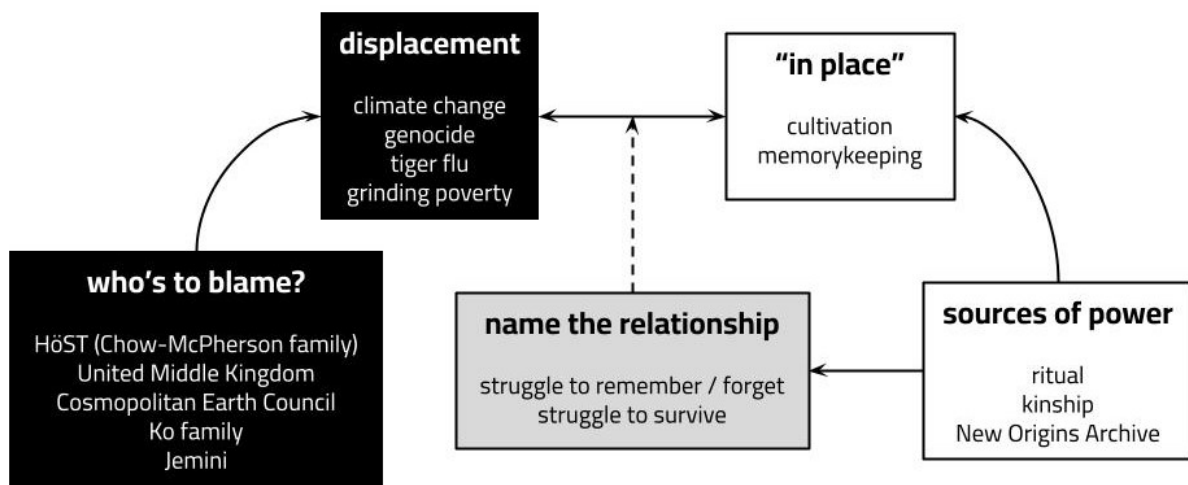 displacement
climate change
genocide
tiger flu
grinding poverty
“in place”
cultivation
memorykeeping
who’s to blame?
HöST (Chow-McPherson family)
United Middle Kingdom
Cosmopolitan Earth Council
Ko family
Jemini
name the relationship
struggle to remember / forget
struggle to survive
sources of power
ritual
kinship
New Origins Archive